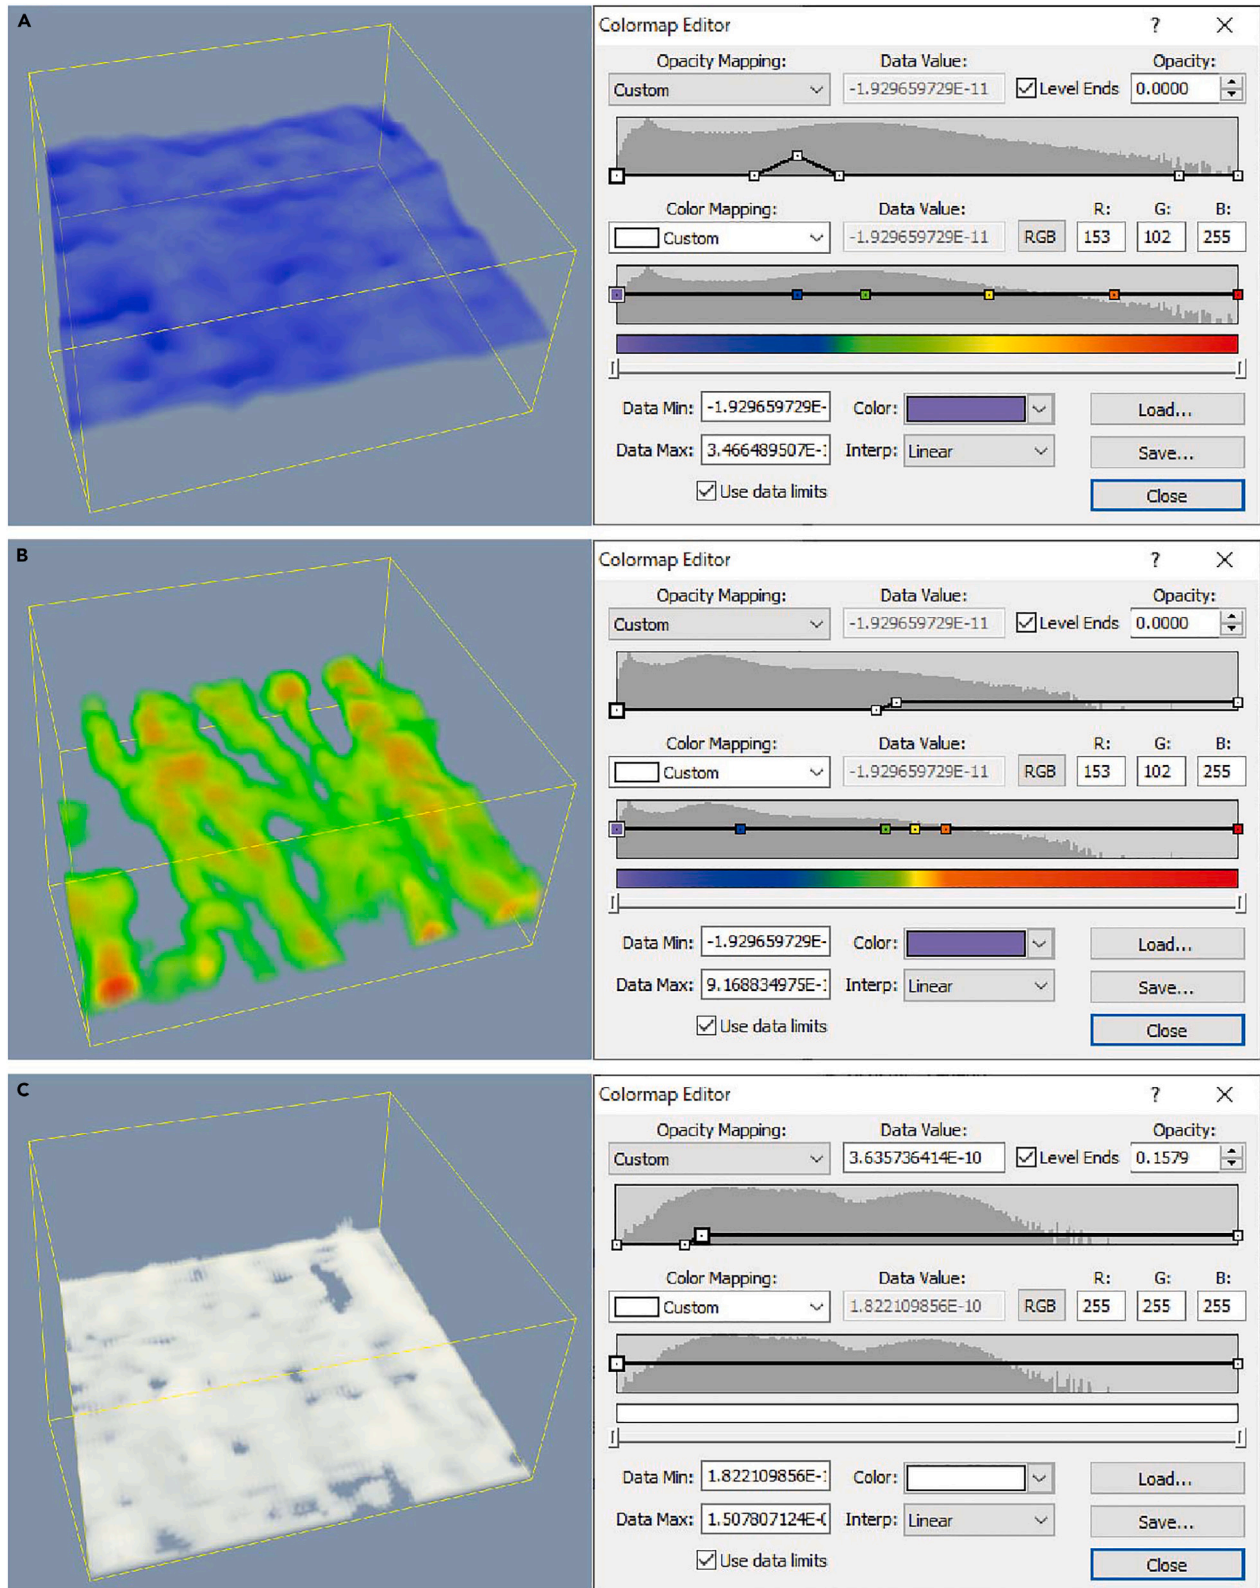 A
Colormap Editor ? ×
Opacity Mapping: Data Value: Opacity:
Custom -1.929659729E-11 Level Ends 0.0000
Color Mapping: Data Value: R: G: B:
Custom -1.929659729E-11 RGB 153 102 255
Data Min: -1.929659729E- Color: Load...
Data Max: 3.466489507E-: Interp: Linear Save...
Use data limits Close
B
Colormap Editor ? ×
Opacity Mapping: Data Value: Opacity:
Custom -1.929659729E-11 Level Ends 0.0000
Color Mapping: Data Value: R: G: B:
Custom -1.929659729E-11 RGB 153 102 255
Data Min: -1.929659729E- Color: Load...
Data Max: 9.168834975E-: Interp: Linear Save...
Use data limits Close
C
Colormap Editor ? ×
Opacity Mapping: Data Value: Opacity:
Custom 3.635736414E-10 Level Ends 0.1579
Color Mapping: Data Value: R: G: B:
Custom 1.822109856E-10 RGB 255 255 255
Data Min: 1.822109856E-: Color: Load...
Data Max: 1.507807124E-( Interp: Linear Save...
Use data limits Close